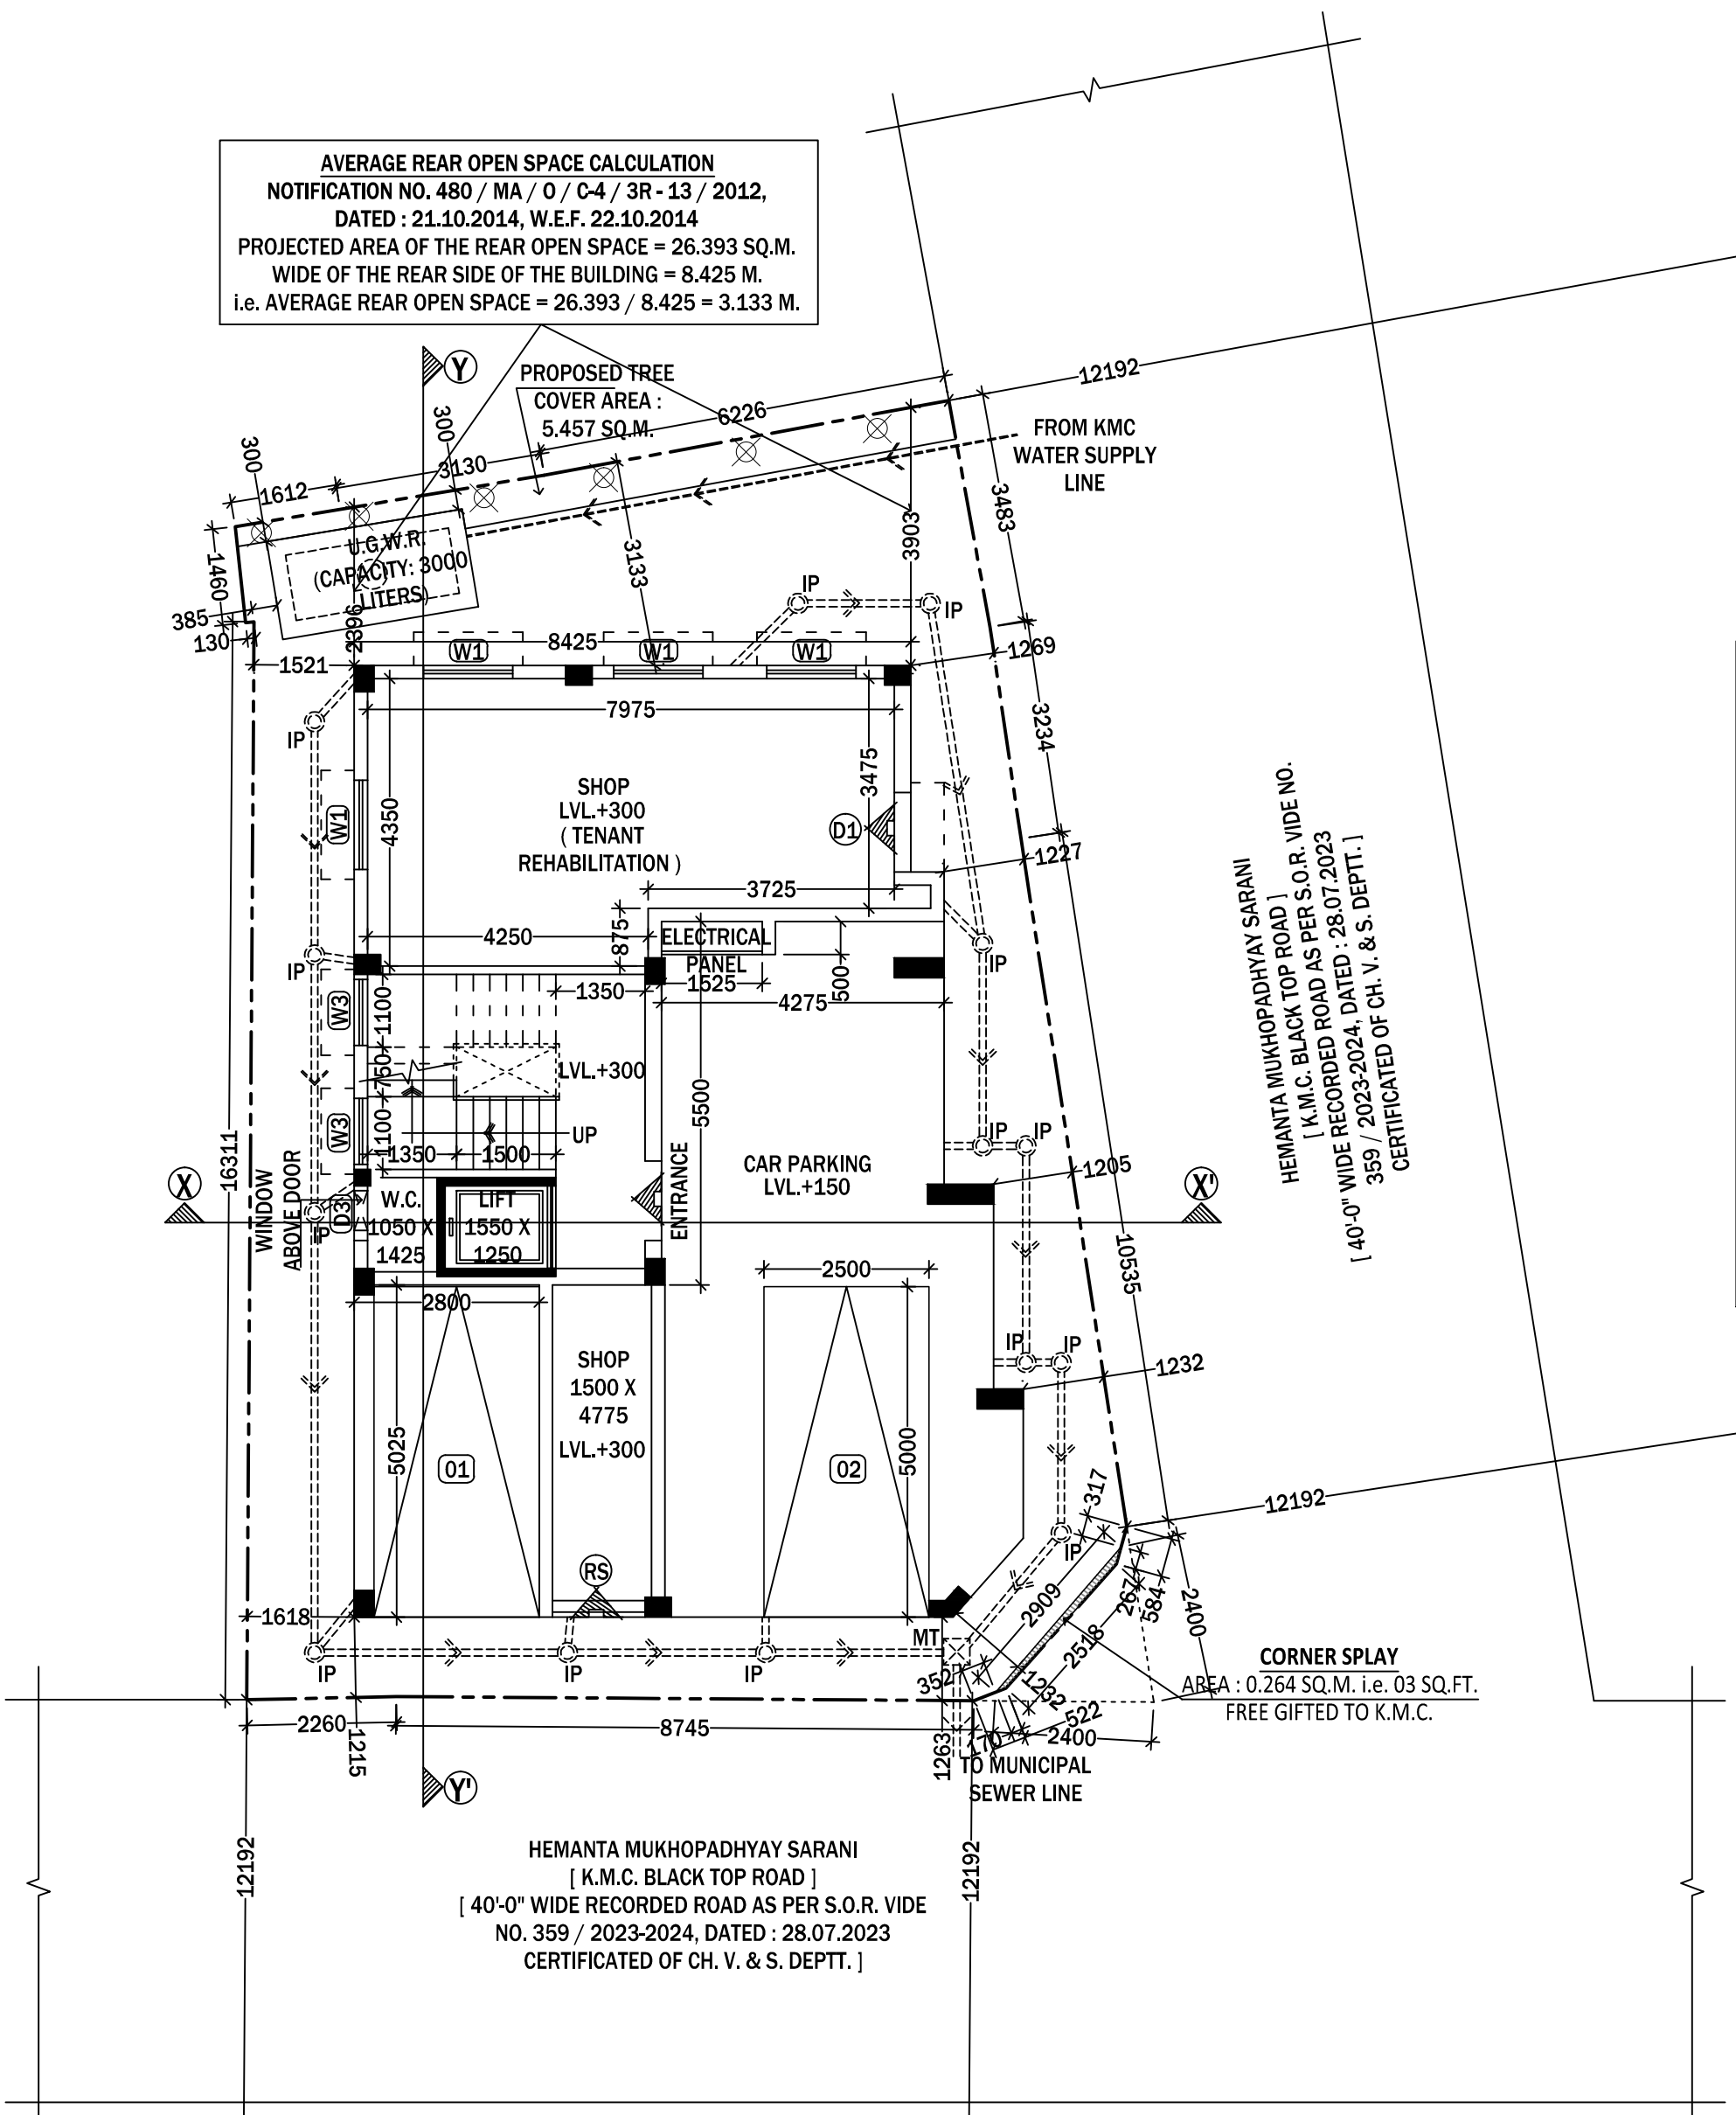 AVERAGE REAR OPEN SPACE CALCULATION
NOTIFICATION NO. 480 / MA / O / C-4 / 3R - 13 / 2012,
DATED : 21.10.2014, W.E.F. 22.10.2014
PROJECTED AREA OF THE REAR OPEN SPACE = 26.393 SQ.M.
WIDE OF THE REAR SIDE OF THE BUILDING = 8.425 M.
i.e. AVERAGE REAR OPEN SPACE = 26.393 / 8.425 = 3.133 M.
Y
PROPOSED TREE
COVER AREA :
5.457 SQ.M.
12192
6226
300
300
3130
1612
FROM KMC
WATER SUPPLY
LINE
3483
3903
3133
1460
U.G.W.R.
(CAPACITY: 3000
LITERS)
385
130
2396
IP
IP
8425
W1
W1
W1
1521
1269
7975
3234
IP
SHOP
LVL.+300
( TENANT
REHABILITATION )
3475
4350
W1
D1
1227
3725
875
4250
ELECTRICAL
PANEL
1525
500
IP
IP
1350
4275
W3
1100
750
LVL.+300
5500
W3
1100
UP
1350
1500
IP
IP
HEMANTA MUKHOPADHYAY SARANI
[ K.M.C. BLACK TOP ROAD ]
[ 40'-0" WIDE RECORDED ROAD AS PER S.O.R. VIDE NO.
359 / 2023-2024, DATED : 28.07.2023
CERTIFICATED OF CH. V. & S. DEPTT. ]
16311
X
WINDOW
ABOVE DOOR
D3
IP
W.C.
1050 X
1425
LIFT
1550 X
1250
ENTRANCE
CAR PARKING
LVL.+150
1205
X'
10535
2500
2800
IP
IP
1232
SHOP
1500 X
4775
LVL.+300
5025
01
02
5000
317
12192
IP
RS
2909
267
584
2400
1618
2518
MT
IP
IP
IP
352
1232
CORNER SPLAY
AREA : 0.264 SQ.M. i.e. 03 SQ.FT.
FREE GIFTED TO K.M.C.
2260
8745
1215
1263
170
522
2400
TO MUNICIPAL
SEWER LINE
Y'
12192
12192
HEMANTA MUKHOPADHYAY SARANI
[ K.M.C. BLACK TOP ROAD ]
[ 40'-0" WIDE RECORDED ROAD AS PER S.O.R. VIDE
NO. 359 / 2023-2024, DATED : 28.07.2023
CERTIFICATED OF CH. V. & S. DEPTT. ]